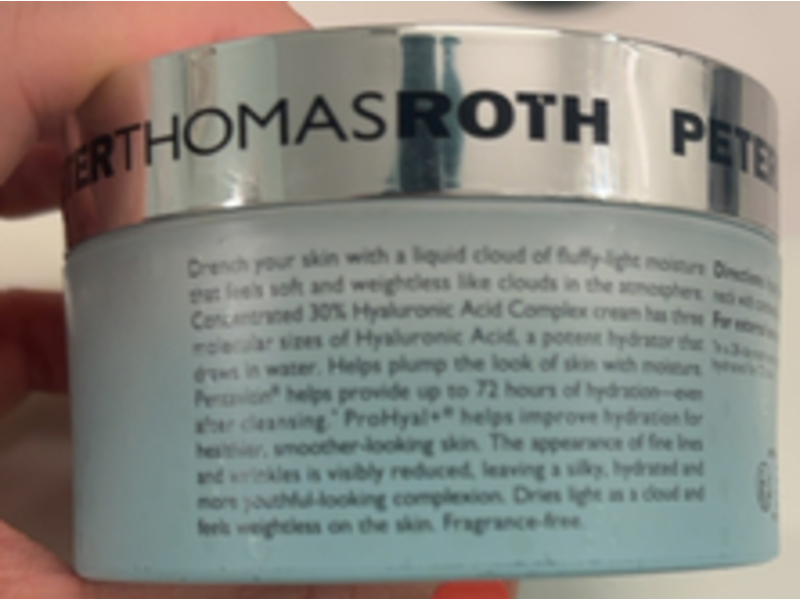 THOMASROTH PETER
Drench your skin with a liquid cloud of fluffy-light moisture
that feels soft and weightless like clouds in the atmosphere.
Concentrated 30% Hyaluronic Acid Complex cream has three
molecular sizes of Hyaluronic Acid, a potent hydrator that
draws in water. Helps plump the look of skin with moisture.
Pentavitin® helps provide up to 72 hours of hydration—even
after cleansing.* ProHyal+® helps improve hydration for
healthier, smoother-looking skin. The appearance of fine lines
and wrinkles is visibly reduced, leaving a silky, hydrated and
more youthful-looking complexion. Dries light as a cloud and
feels weightless on the skin. Fragrance-free.
Directions:
neck with
For external